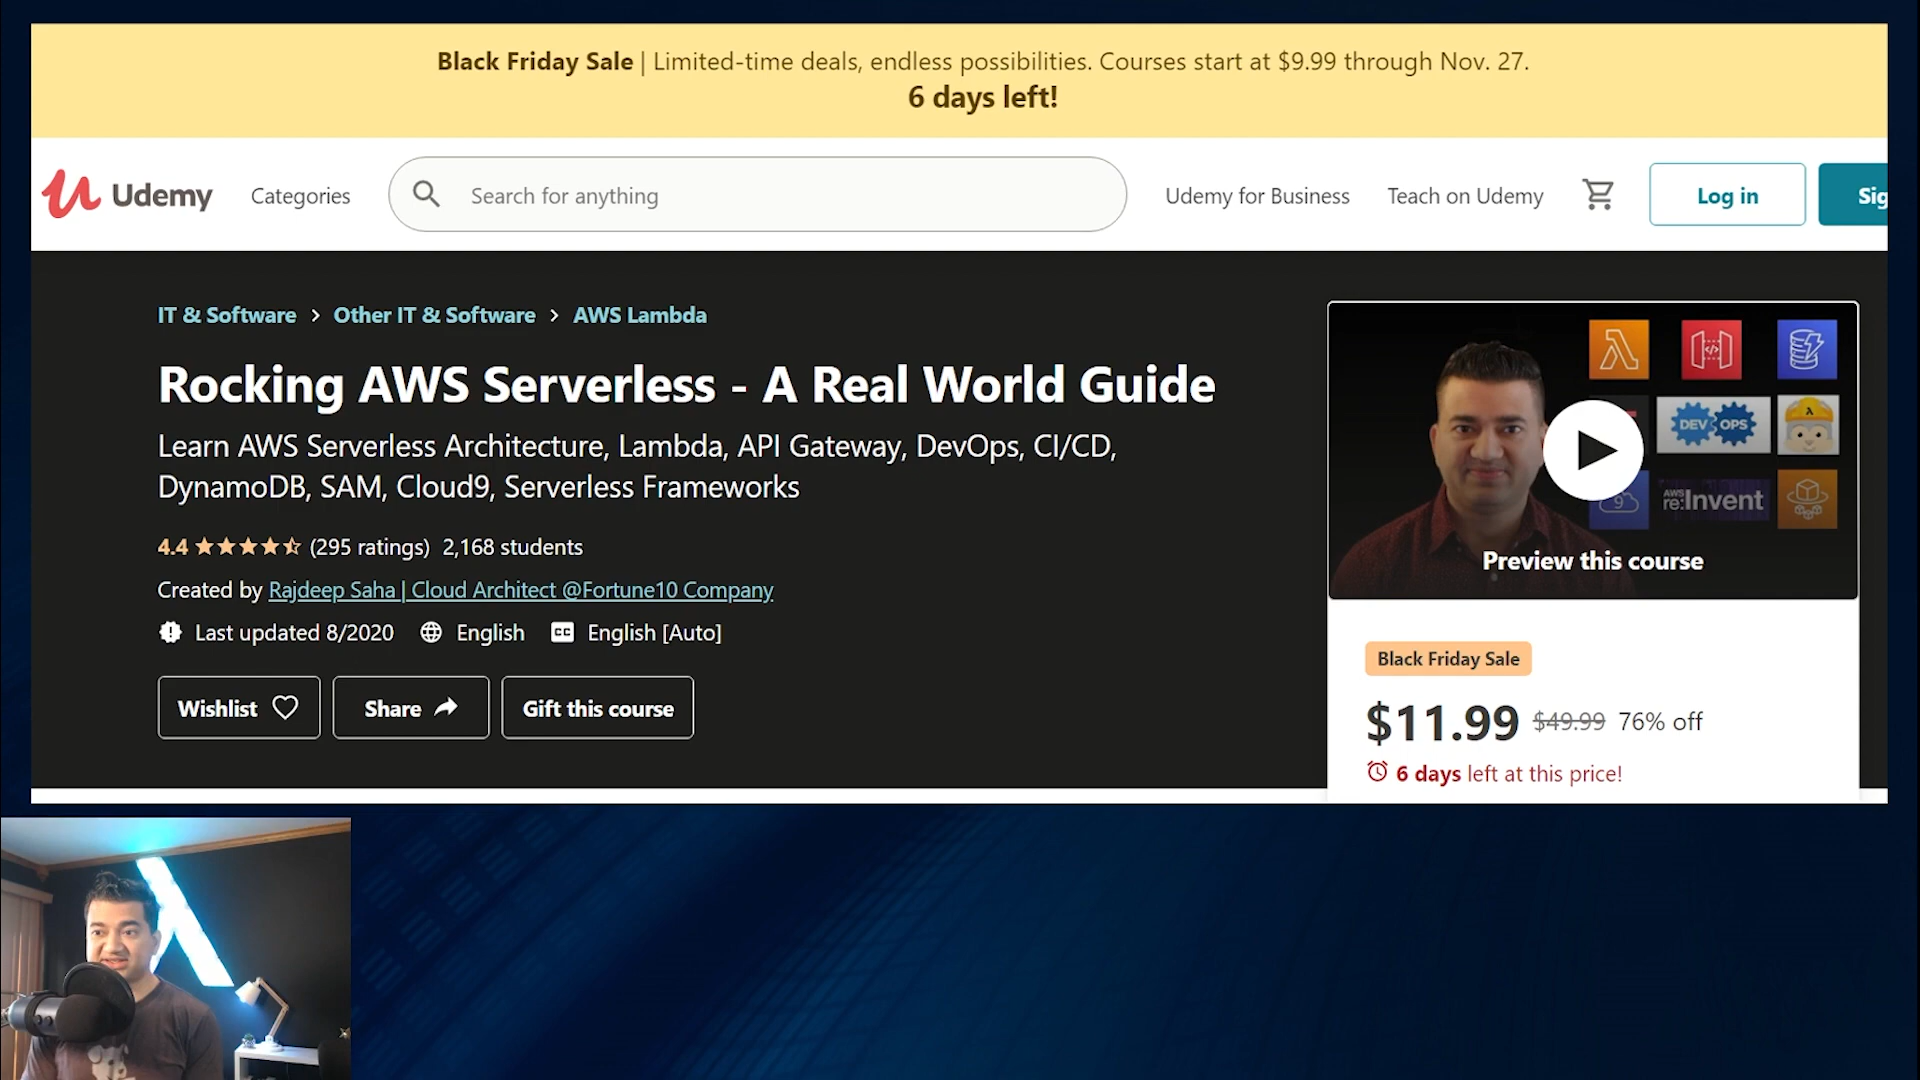 Black Friday Sale | Limited-time deals, endless possibilities. Courses start at $9.99 through Nov. 27.
6 days left!
Udemy
Categories
Search for anything
Udemy for Business
Teach on Udemy
Log in
Sig
IT & Software > Other IT & Software > AWS Lambda
Rocking AWS Serverless - A Real World Guide
Learn AWS Serverless Architecture, Lambda, API Gateway, DevOps, CI/CD,
DynamoDB, SAM, Cloud9, Serverless Frameworks
4.4 (295 ratings) 2,168 students
Created by Rajdeep Saha | Cloud Architect @Fortune10 Company
Last updated 8/2020 English CC English [Auto]
Wishlist
Share
Gift this course
DEV OPS
9
AWS re:Invent
Preview this course
Black Friday Sale
$11.99 $49.99 76% off
6 days left at this price!